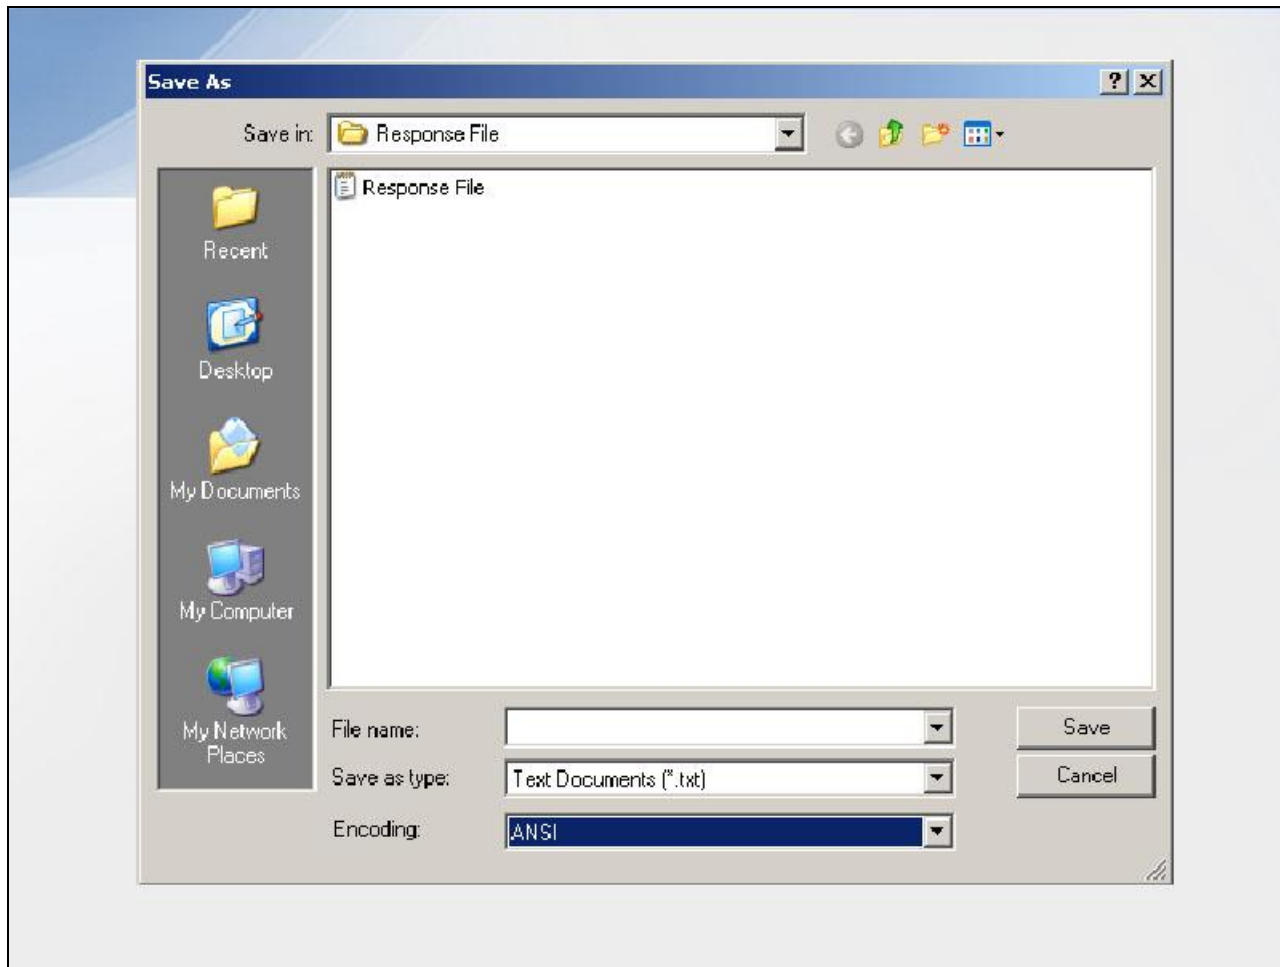 Save As
Save in: Response File
Response File
Recent
Desktop
My Documents
My Computer
My Network
Places
File name:
Save
Save as type: Text Documents (*.txt)
Cancel
Encoding: ANSI